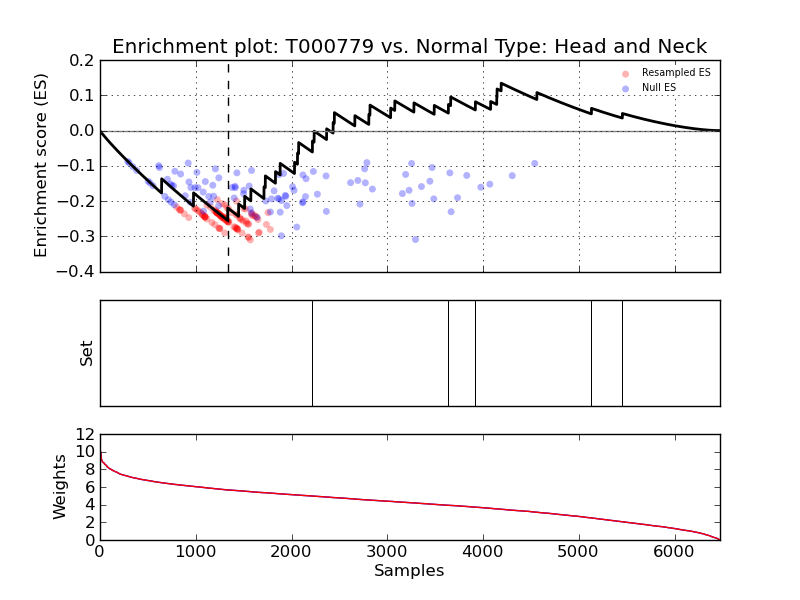 Enrichment plot: T000779 vs. Normal Type: Head and Neck
Enrichment score (ES)
0.2
0.1
0.0
−0.1
−0.2
−0.3
−0.4
Resampled ES
Null ES
Set
Weights
12
10
8
6
4
2
0
0 1000 2000 3000 4000 5000 6000
Samples